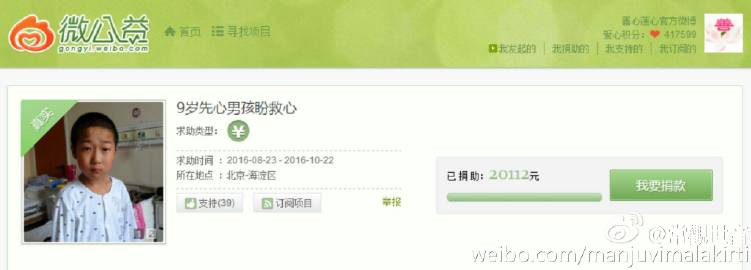 微公益
gongyi.weibo.com
首页 寻找项目
善心莲心官方微博
爱心积分： 417599
我发起的 我捐助的 我支持的 我订阅的
真实
9岁先心男孩盼救心
求助类型： ¥
求助时间 : 2016-08-23 - 2016-10-22
所在地点 : 北京-海淀区
支持(39) 订阅项目 举报
已捐助: 20112元
我要捐款
1 2
weibo.com/manjuvimalakirti